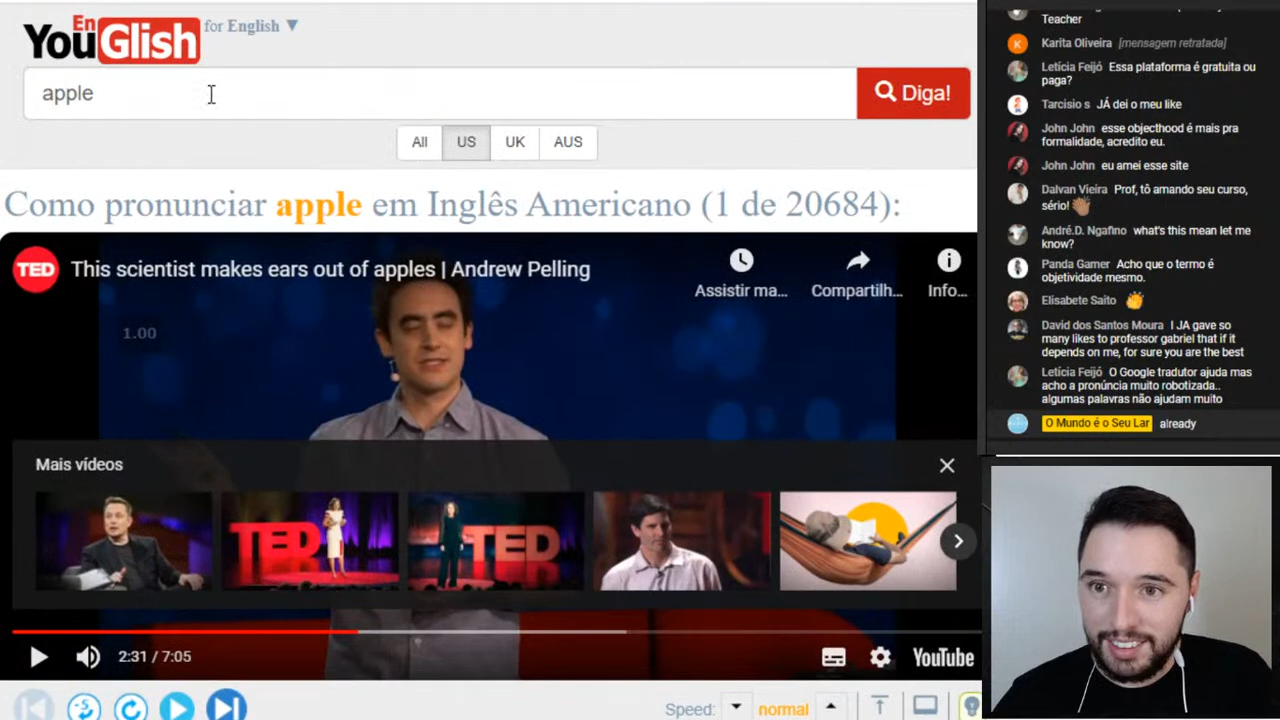 En
YouGlish for English ▼
apple
Diga!
All US UK AUS
Como pronunciar apple em Inglês Americano (1 de 20684):
TED This scientist makes ears out of apples | Andrew Pelling
Assistir ma... Compartilh... Info...
1.00
Mais vídeos
TED
TED
2:31 / 7:05
YouTube
Speed: normal
Teacher
K Karita Oliveira [mensagem retratada]
Letícia Feijó Essa plataforma é gratuita ou
paga?
Tarcisio s JÁ dei o meu like
John John esse objecthood é mais pra
formalidade, acredito eu.
John John eu amei esse site
Dalvan Vieira Prof, tô amando seu curso,
sério!
André.D. Ngafino what's this mean let me
know?
Panda Gamer Acho que o termo é
objetividade mesmo.
Elisabete Saito
David dos Santos Moura I JA gave so
many likes to professor gabriel that if it
depends on me, for sure you are the best
Letícia Feijó O Google tradutor ajuda mas
acho a pronúncia muito robotizada..
algumas palavras não ajudam muito
O Mundo é o Seu Lar already